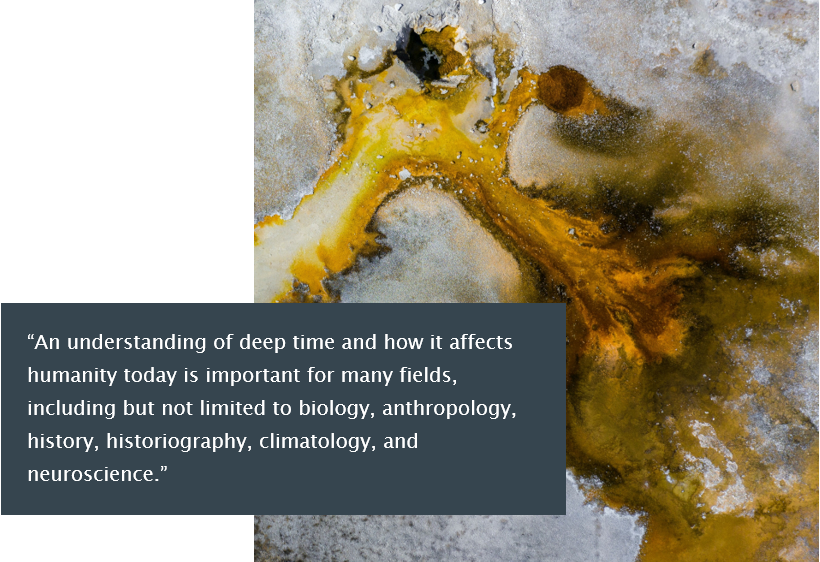 “An understanding of deep time and how it affects
humanity today is important for many fields,
including but not limited to biology, anthropology,
history, historiography, climatology, and
neuroscience.”